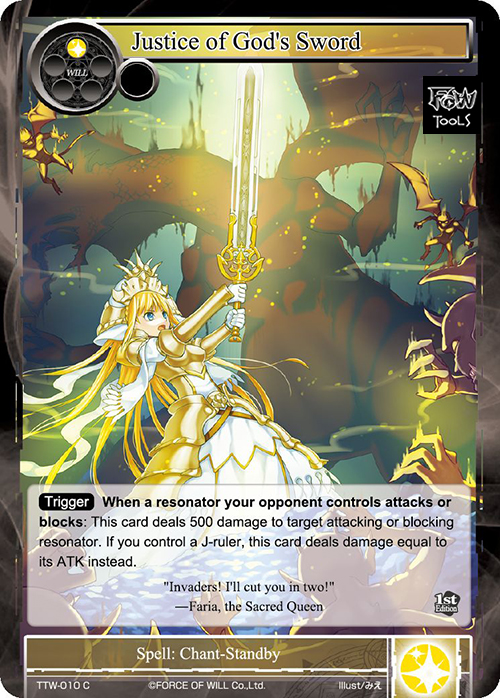 Justice of God's Sword
WILL
FOW
TOOLS
Trigger When a resonator your opponent controls attacks or
blocks: This card deals 500 damage to target attacking or blocking
resonator. If you control a J-ruler, this card deals damage equal to
its ATK instead.
"Invaders! I'll cut you in two!"
—Faria, the Sacred Queen
1st
Edition
Spell: Chant-Standby
TTW-010 C ©FORCE OF WILL Co.,Ltd. Illust/みえ